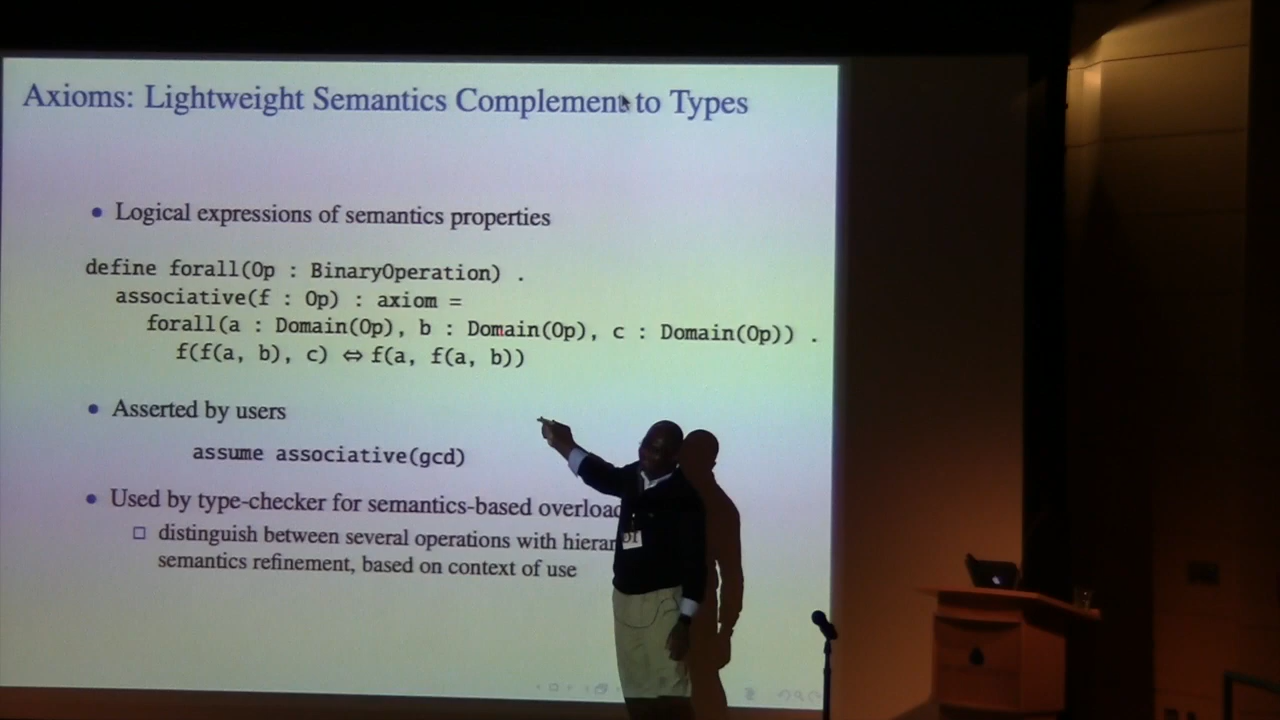 Axioms: Lightweight Semantics Complement to Types
• Logical expressions of semantics properties
define forall(Op : BinaryOperation) .
associative(f : Op) : axiom =
forall(a : Domain(Op), b : Domain(Op), c : Domain(Op)) .
f(f(a, b), c) ⇔ f(a, f(a, b))
• Asserted by users
assume associative(gcd)
• Used by type-checker for semantics-based overload
□ distinguish between several operations with hierar of
semantics refinement, based on context of use